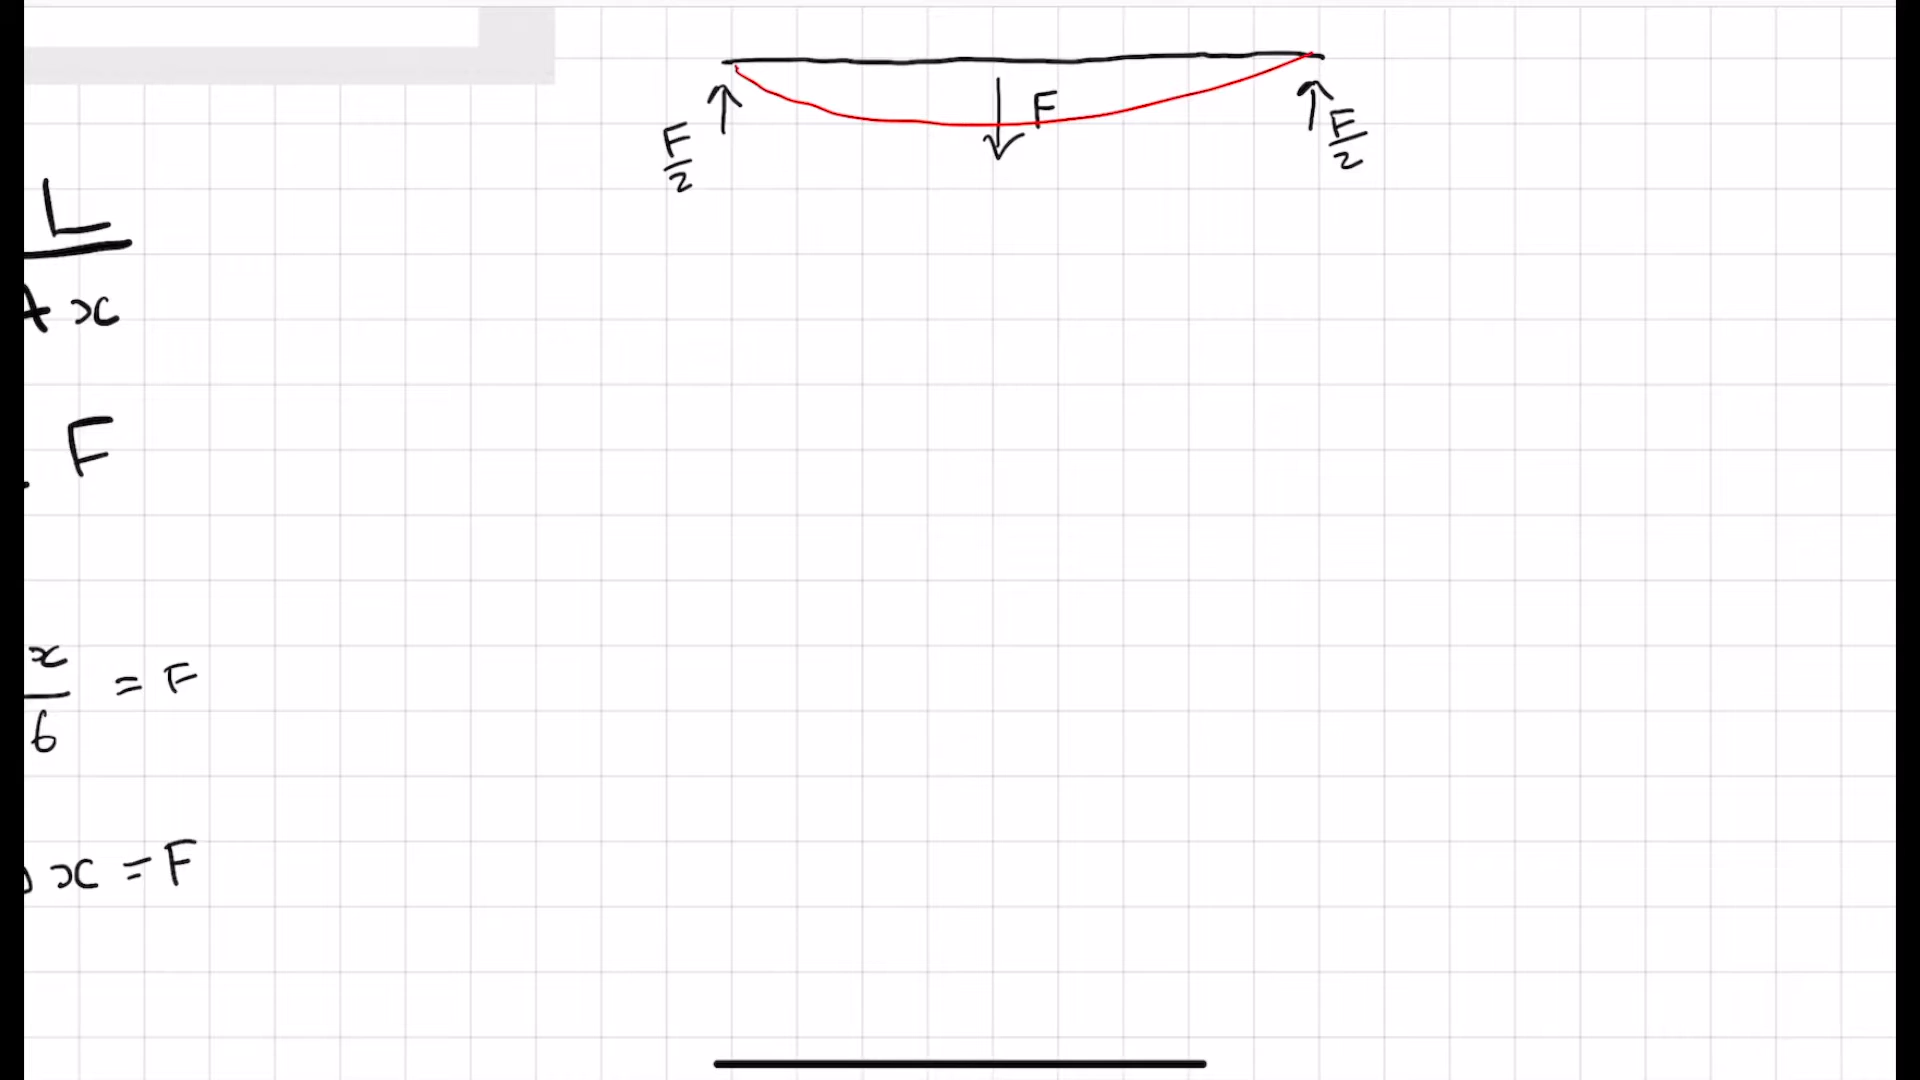 F
F/2
F/2
L
x
F
x/6 = F
x = F